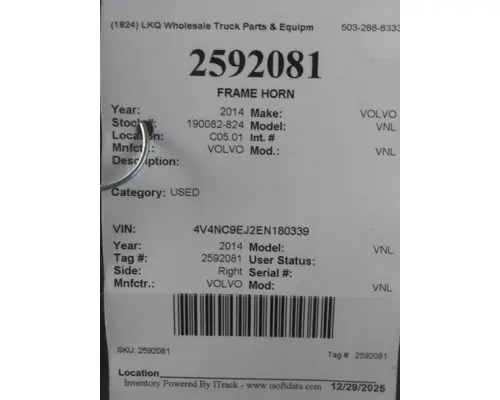 (1824) LKQ Wholesale Truck Parts & Equipm 503-286-6333
2592081
FRAME HORN
Year: 2014 Make: VOLVO
Stock#: 190082-824 Model: VNL
Location: C05.01 Int. #
Mnfctr.: VOLVO Mod.: VNL
Description:
Category: USED
VIN: 4V4NC9EJ2EN180339
Year: 2014 Model: VNL
Tag #: 2592081 User Status:
Side: Right Serial #:
Mnfctr.: VOLVO Mod: VNL
SKU: 2592081 Tag # 2592081
Location
Inventory Powered By ITrack - www.isoftdata.com 12/29/2025